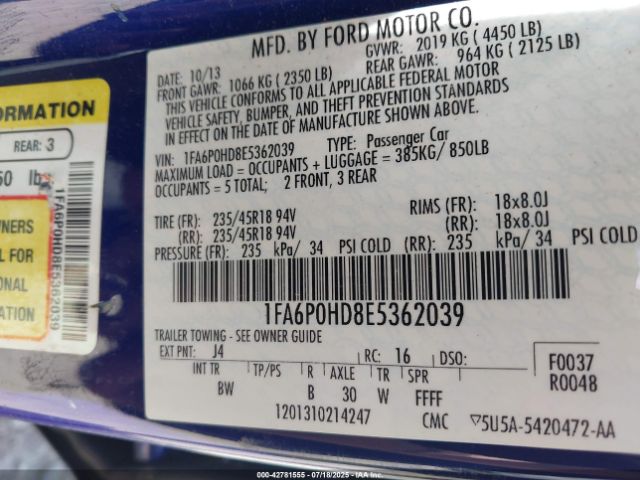 MFD. BY FORD MOTOR CO.
DATE: 10/13
GVWR: 2019 KG ( 4450 LB)
FRONT GAWR: 1066 KG ( 2350 LB)
REAR GAWR: 964 KG ( 2125 LB)
THIS VEHICLE CONFORMS TO ALL APPLICABLE FEDERAL MOTOR
VEHICLE SAFETY, BUMPER, AND THEFT PREVENTION STANDARDS
IN EFFECT ON THE DATE OF MANUFACTURE SHOWN ABOVE.
VIN: 1FA6P0HD8E5362039 TYPE: Passenger Car
MAXIMUM LOAD = OCCUPANTS + LUGGAGE = 385KG/ 850LB
OCCUPANTS = 5 TOTAL; 2 FRONT, 3 REAR
TIRE (FR): 235/45R18 94V RIMS (FR): 18x8.0J
(RR): 235/45R18 94V (RR): 18x8.0J
PRESSURE (FR): 235 kPa/ 34 PSI COLD (RR): 235 kPa/ 34 PSI COLD
1FA6P0HD8E5362039
TRAILER TOWING - SEE OWNER GUIDE
EXT PNT: J4 RC: 16 DSO: F0037
INT TR TP/PS R AXLE TR SPR R0048
BW B 30 W FFFF
1201310214247 CMC ▽5U5A-5420472-AA
REAR: 3
lbs
1FA6P0HD8E5362039
FOR
000-42781555 - 07/18/2025 - IAAI.COM